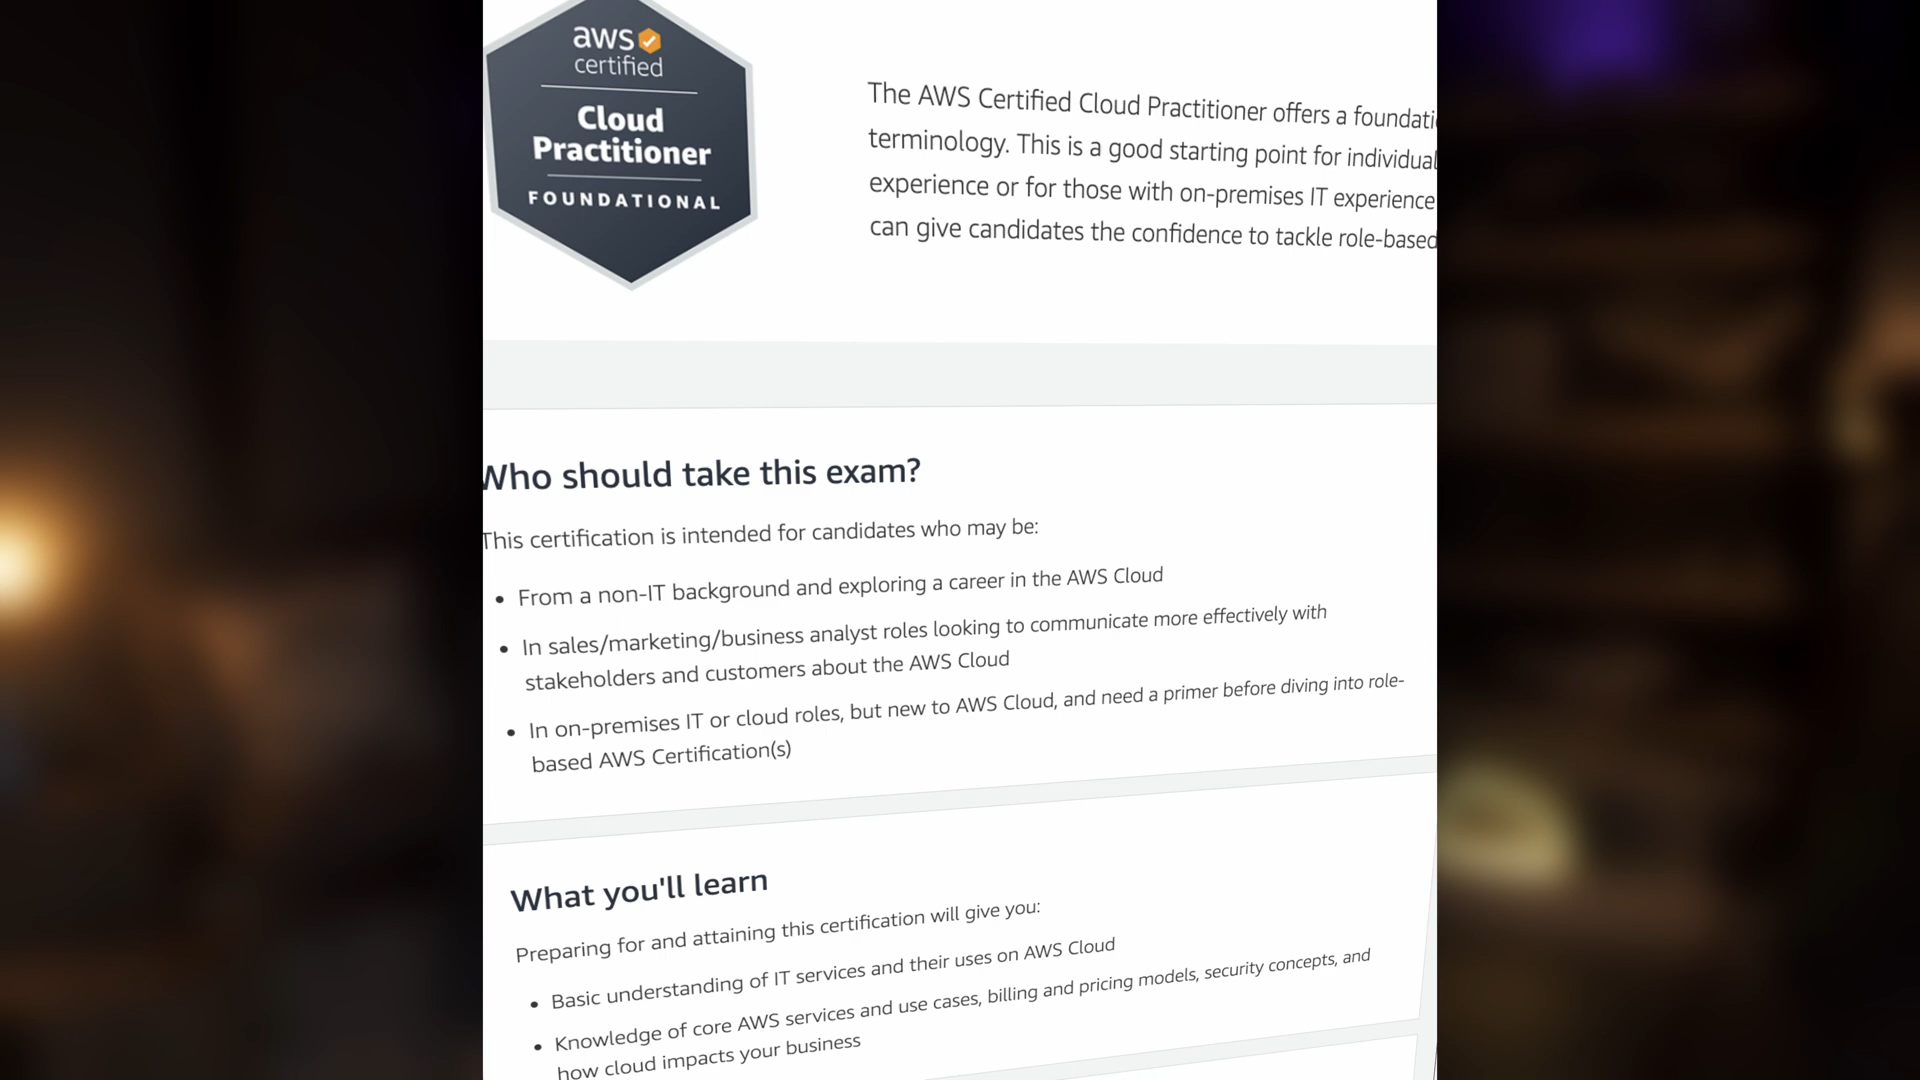 aws
certified
Cloud
Practitioner
FOUNDATIONAL
The AWS Certified Cloud Practitioner offers a
terminology. This is a good starting point for
experience or for those with on-premises IT experience
can give candidates the confidence to tackle role-based
Who should take this exam?
This certification is intended for candidates who may be:
• From a non-IT background and exploring a career in the AWS Cloud
• In sales/marketing/business analyst roles looking to communicate more effectively with
stakeholders and customers about the AWS Cloud
• In on-premises IT or cloud roles, but new to AWS Cloud, and need a primer before diving into role-
based AWS Certification(s)
What you'll learn
Preparing for and attaining this certification will give you:
• Basic understanding of IT services and their uses on AWS Cloud
• Knowledge of core AWS services and use cases, billing and pricing models, security concepts, and
how cloud impacts your business